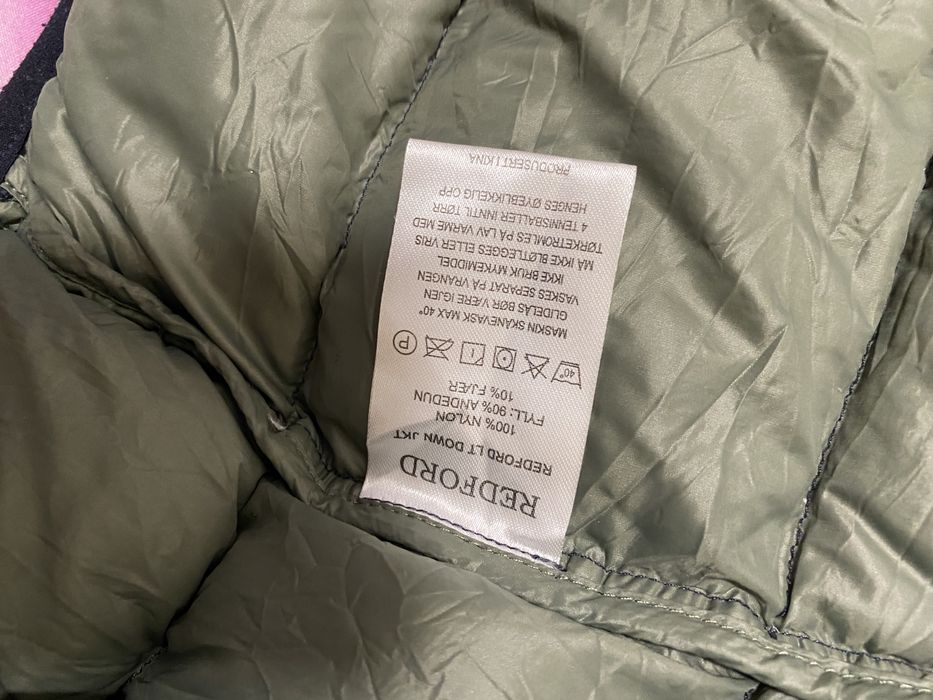 REDFORD
REDFORD LT DOWN JKT
100% NYLON
FYLL: 90% ANDEDUN
10% FJÆR
40° P
MASKIN SKÅNEVASK MAX 40°
GLIDELÅS BØR VÆRE IGJEN
VASKES SEPARAT PÅ VRANGEN
IKKE BRUK MYKEMIDDEL
MÅ IKKE BLØTLEGGES ELLER VRIS
TØRKETROMLES PÅ LAV VARME MED
4 TENNISBALLER INNTIL TØRR
HENGES ØYEBLIKKELIG OPP
PRODUSERT I KINA